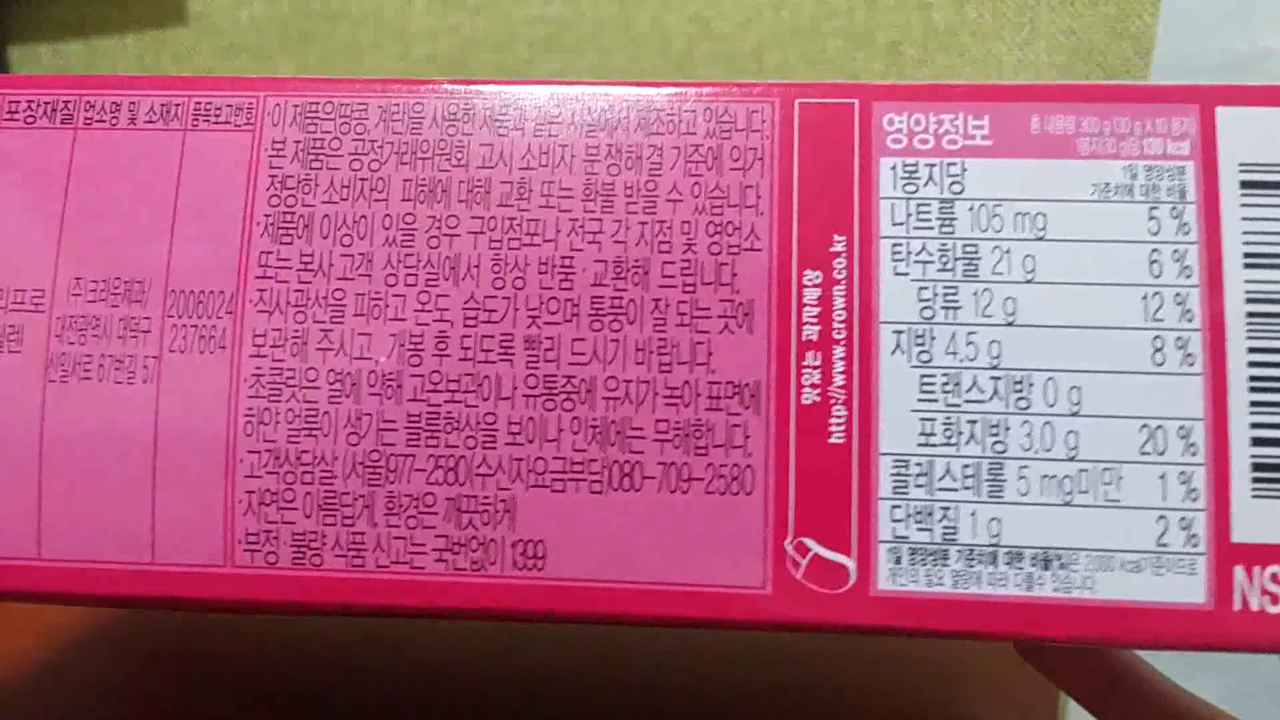 포장재질 업소명 및 소재지 품목보고번호
리프로
필렌
(주)크라운제과/
대전광역시 대덕구
신일서로 67번길 57
2006024
237664
·이 제품은(땅콩, 계란)을 사용한 제품과 같은 시설에서 제조하고 있습니다.
·본 제품은 공정거래위원회 고시 소비자 분쟁해결 기준에 의거
정당한 소비자의 피해에 대해 교환 또는 환불 받을 수 있습니다.
·제품에 이상이 있을 경우 구입점포나 전국 각 지점 및 영업소
또는 본사 고객 상담실에서 항상 반품·교환해 드립니다.
·직사광선을 피하고 온도, 습도가 낮으며 통풍이 잘 되는 곳에
보관해 주시고, 개봉 후 되도록 빨리 드시기 바랍니다.
·초콜릿은 열에 약해 고온보관이나 유통중에 유지가 녹아 표면에
하얀 얼룩이 생기는 블룸현상을 보이나 인체에는 무해합니다.
·고객상담실 (서울)977-2580(수신자요금부담)080-709-2580
·자연은 아름답게, 환경은 깨끗하게
·부정·불량 식품 신고는 국번없이 1399
맛있는 과자세상
http://www.crown.co.kr
영양정보
총 내용량 300 g (30 g X 10 봉지)
1봉지(30 g)당 130 kcal
1봉지당 1일 영양성분
기준치에 대한 비율
나트륨 105 mg 5 %
탄수화물 21 g 6 %
당류 12 g 12 %
지방 4.5 g 8 %
트랜스지방 0 g
포화지방 3.0 g 20 %
콜레스테롤 5 mg미만 1 %
단백질 1 g 2 %
1일 영양성분 기준치에 대한 비율(%)은 2,000 kcal기준이므로
개인의 필요 열량에 따라 다를수 있습니다.
NS